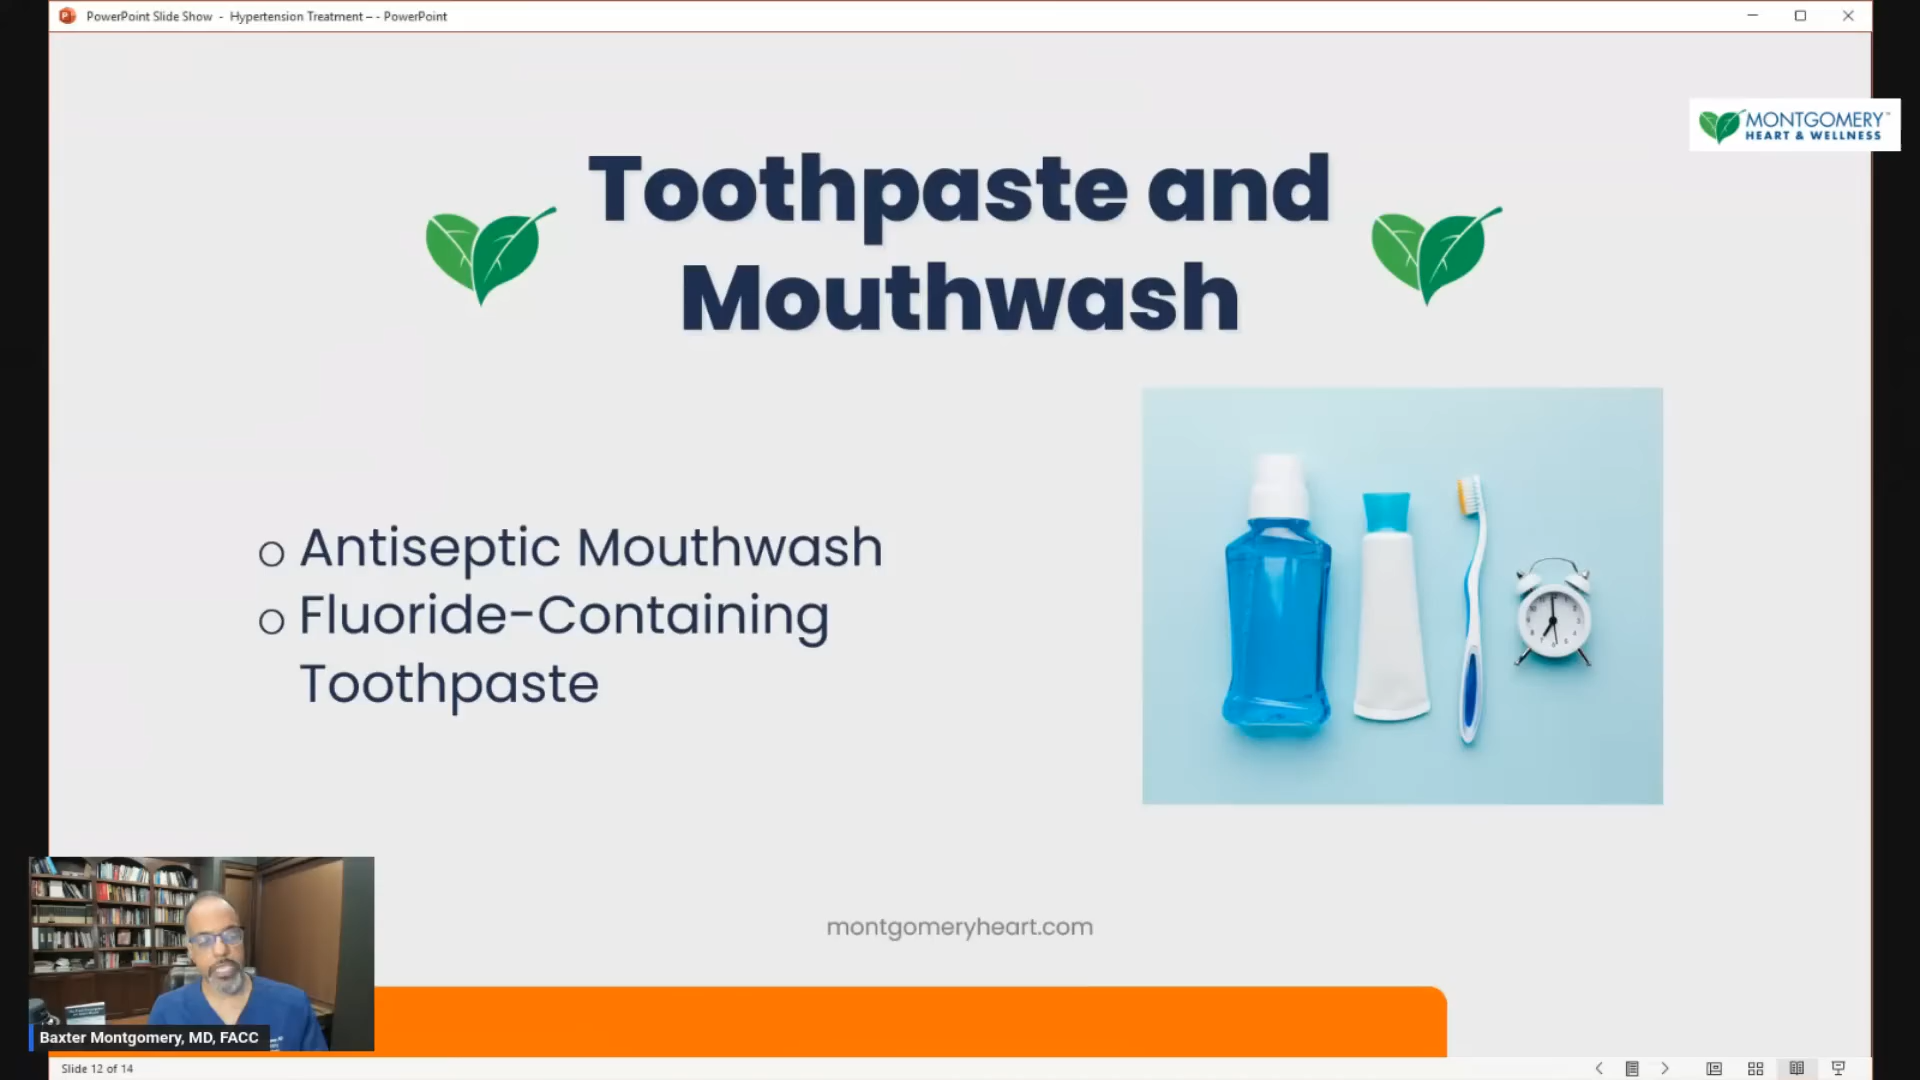 PowerPoint Slide Show - Hypertension Treatment – - PowerPoint
MONTGOMERY™
HEART & WELLNESS
Toothpaste and
Mouthwash
Antiseptic Mouthwash
Fluoride-Containing
Toothpaste
montgomeryheart.com
Baxter Montgomery, MD, FACC
Slide 12 of 14